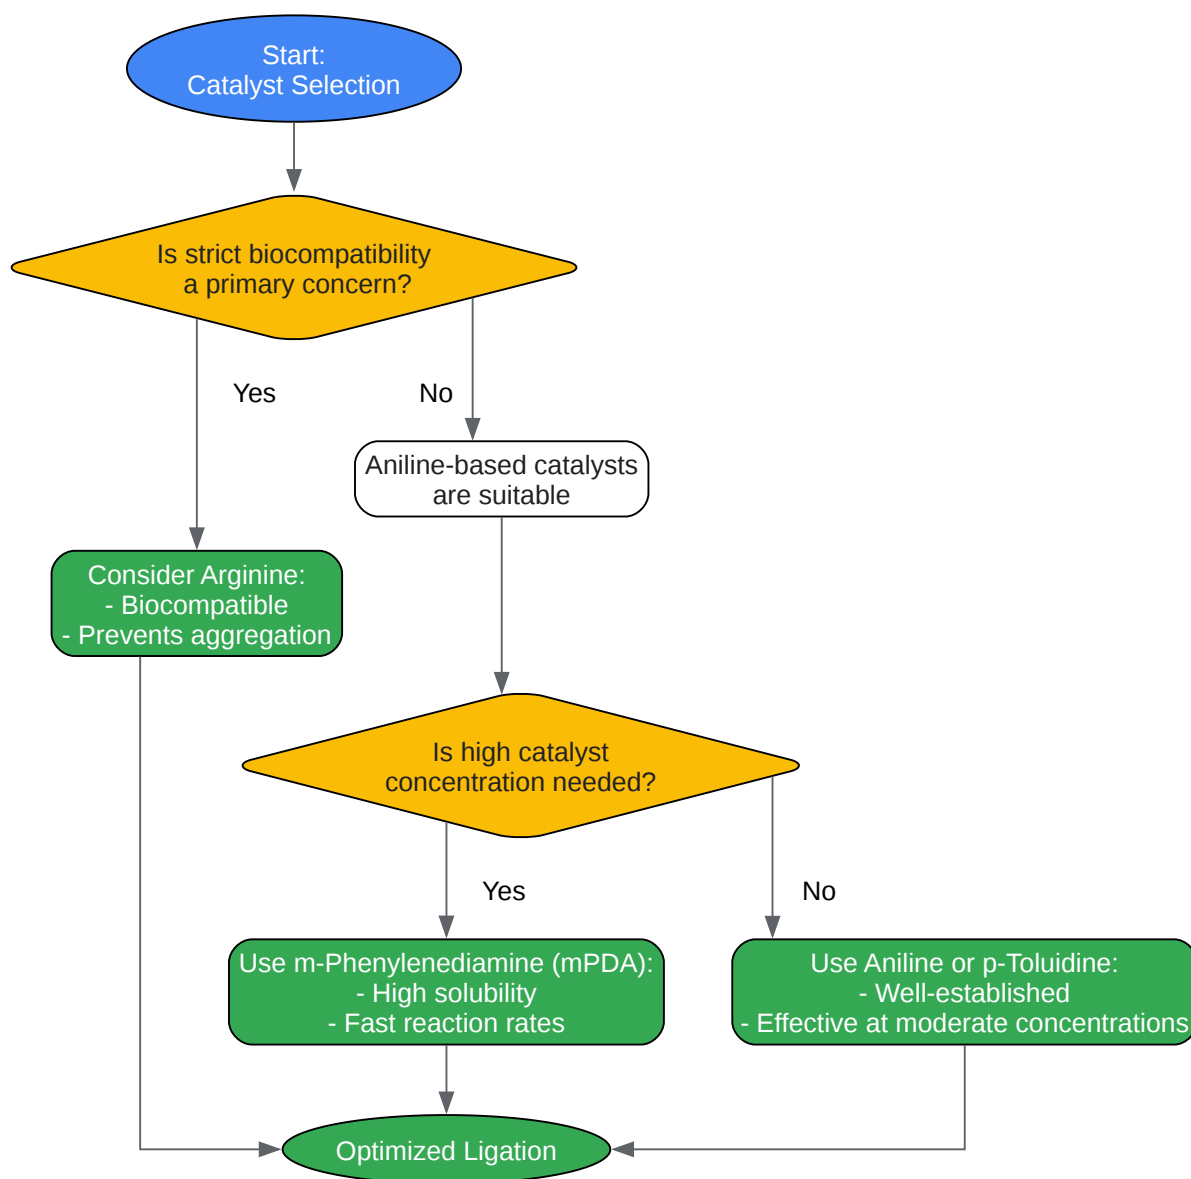 Start:
Catalyst Selection
Is strict biocompatibility
a primary concern?
Yes
No
Aniline-based catalysts
are suitable
Consider Arginine:
- Biocompatible
- Prevents aggregation
Is high catalyst
concentration needed?
Yes
No
Use m-Phenylenediamine (mPDA):
- High solubility
- Fast reaction rates
Use Aniline or p-Toluidine:
- Well-established
- Effective at moderate concentrations
Optimized Ligation